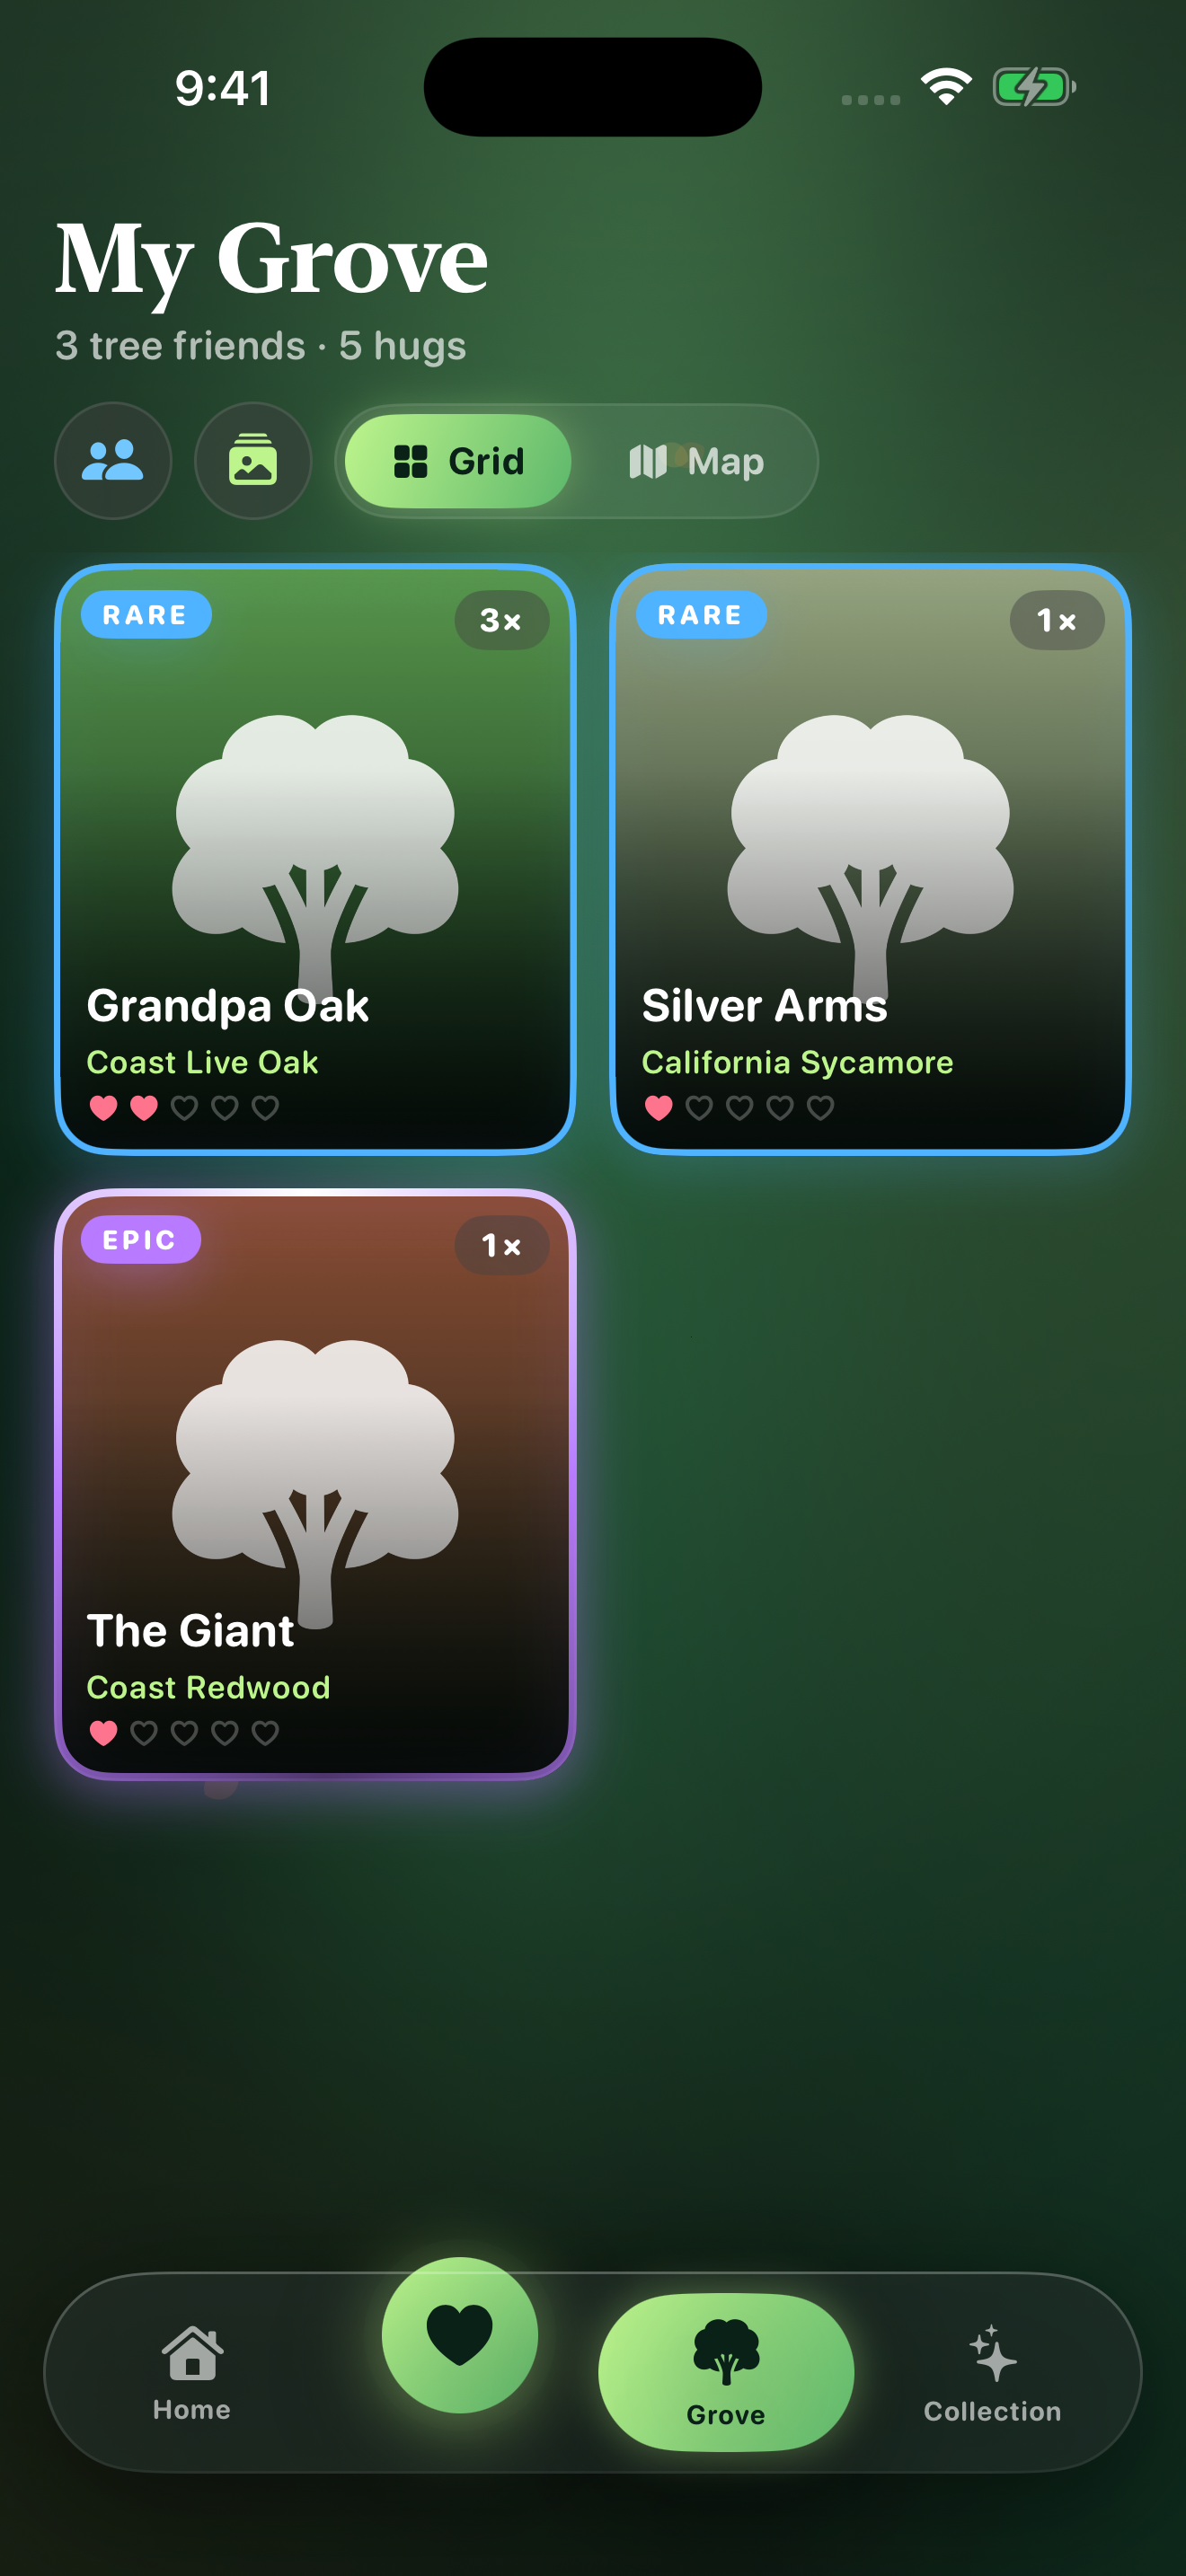 9:41
My Grove
3 tree friends · 5 hugs
Grid
Map
RARE
3×
Grandpa Oak
Coast Live Oak
RARE
1×
Silver Arms
California Sycamore
EPIC
1×
The Giant
Coast Redwood
Home
Grove
Collection